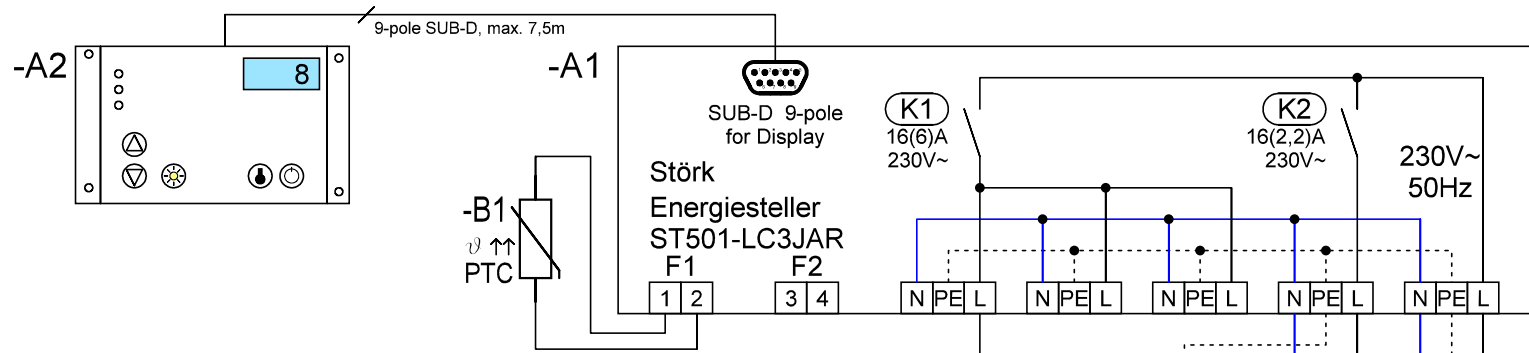 9-pole SUB-D, max. 7,5m
-A2
8
-A1
SUB-D 9-pole
for Display
K1
16(6)A
230V~
K2
16(2,2)A
230V~
230V~
50Hz
Störk
Energiesteller
ST501-LC3JAR
-B1
ϑ ↑↑
PTC
F1
F2
1 2
3 4
N PE L
N PE L
N PE L
N PE L
N PE L